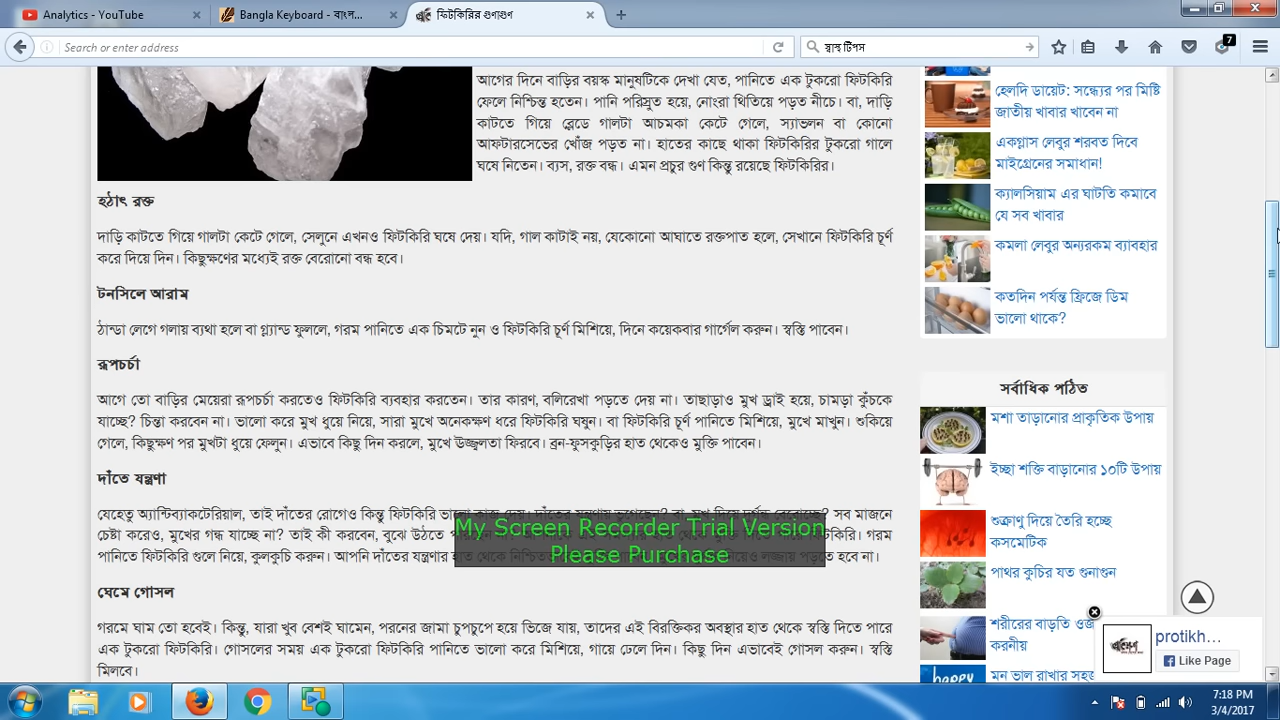 Analytics - YouTube
Bangla Keyboard - বাংল...
ফিটকিরির গুণাগুণ
Search or enter address
স্বাস্থ টিপস
7
আগের দিনে বাড়ির বয়স্ক মানুষটিকে দেখা যেত, পানিতে এক টুকরো ফিটকিরি
ফেলে নিশ্চিন্ত হতেন। পানি পরিস্রুত হয়ে, নোংরা থিতিয়ে পড়ত নীচে। বা, দাড়ি
কাটতে গিয়ে ব্লেডে গালটা আচমকা কেটে গেলে, স্যাভলন বা কোনো
আফটারসেভের খোঁজ পড়ত না। হাতের কাছে থাকা ফিটকিরির টুকরো গালে
ঘষে নিতেন। ব্যস, রক্ত বন্ধ। এমন প্রচুর গুণ কিন্তু রয়েছে ফিটকিরির।
হঠাৎ রক্ত
দাড়ি কাটতে গিয়ে গালটা কেটে গেলে, সেলুনে এখনও ফিটকিরি ঘষে দেয়। যদি, গাল কাটাই নয়, যেকোনো আঘাতে রক্তপাত হলে, সেখানে ফিটকিরি চূর্ণ
করে দিয়ে দিন। কিছুক্ষণের মধ্যেই রক্ত বেরোনো বন্ধ হবে।
টনসিলে আরাম
ঠান্ডা লেগে গলায় ব্যথা হলে বা গ্ল্যান্ড ফুললে, গরম পানিতে এক চিমটে নুন ও ফিটকিরি চূর্ণ মিশিয়ে, দিনে কয়েকবার গার্গেল করুন। স্বস্তি পাবেন।
রূপচর্চা
আগে তো বাড়ির মেয়েরা রূপচর্চা করতেও ফিটকিরি ব্যবহার করতেন। তার কারণ, বলিরেখা পড়তে দেয় না। তাছাড়াও মুখ ড্রাই হয়ে, চামড়া কুঁচকে
যাচ্ছে? চিন্তা করবেন না। ভালো করে মুখ ধুয়ে নিয়ে, সারা মুখে অনেকক্ষণ ধরে ফিটকিরি ঘষুন। বা ফিটকিরি চূর্ণ পানিতে মিশিয়ে, মুখে মাখুন। শুকিয়ে
গেলে, কিছুক্ষণ পর মুখটা ধুয়ে ফেলুন। এভাবে কিছু দিন করলে, মুখে উজ্জ্বলতা ফিরবে। ব্রন-ফুসকুড়ির হাত থেকেও মুক্তি পাবেন।
দাঁতে যন্ত্রণা
যেহেতু অ্যান্টিব্যাকটেরিয়াল, তাই দাঁতের রোগেও কিন্তু ফিটকিরি সব মাজনে
চেষ্টা করেও, মুখের গন্ধ যাচ্ছে না? তাই কী করবেন, বুঝে উঠতে গরম
পানিতে ফিটকিরি গুলে নিয়ে, কুলকুচি করুন। আপনি দাঁতের যন্ত্রণার হবে না।
My Screen Recorder Trial Version
Please Purchase
ঘেমে গোসল
গরমে ঘাম তো হবেই। কিন্তু, যারা খুব বেশই ঘামেন, পরনের জামা চুপচুপে হয়ে ভিজে যায়, তাদের এই বিরক্তিকর অবস্থার হাত থেকে স্বস্তি দিতে পারে
এক টুকরো ফিটকিরি। গোসলের সময় এক টুকরো ফিটকিরি পানিতে ভালো করে মিশিয়ে, গায়ে ঢেলে দিন। কিছু দিন এভাবেই গোসল করুন। স্বস্তি
মিলবে।
হেলদি ডায়েট: সন্ধ্যের পর মিষ্টি
জাতীয় খাবার খাবেন না
একগ্লাস লেবুর শরবত দিবে
মাইগ্রেনের সমাধান!
ক্যালসিয়াম এর ঘাটতি কমাবে
যে সব খাবার
কমলা লেবুর অন্যরকম ব্যাবহার
কতদিন পর্যন্ত ফ্রিজে ডিম
ভালো থাকে?
সর্বাধিক পঠিত
মশা তাড়ানোর প্রাকৃতিক উপায়
ইচ্ছা শক্তি বাড়ানোর ১০টি উপায়
শুক্রাণু দিয়ে তৈরি হচ্ছে
কসমেটিক
পাথর কুচির যত গুনাগুন
শরীরের বাড়তি ওজ
করনীয়
মন ভাল রাখার সহজ
happy
protikh...
Like Page
7:18 PM
3/4/2017